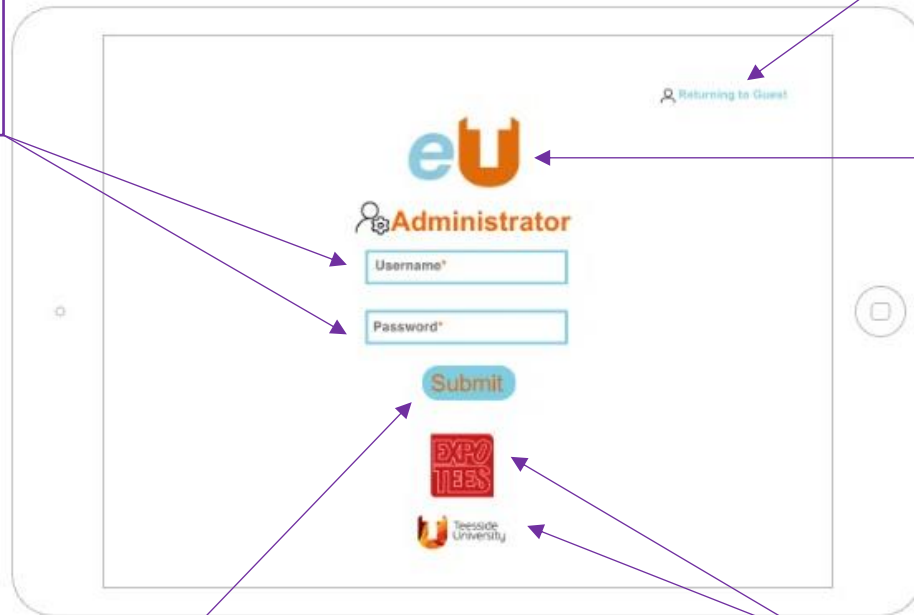 Returning to Guest
eU
Administrator
Username*
Password*
Submit
EXPO
TEES
Teesside
University